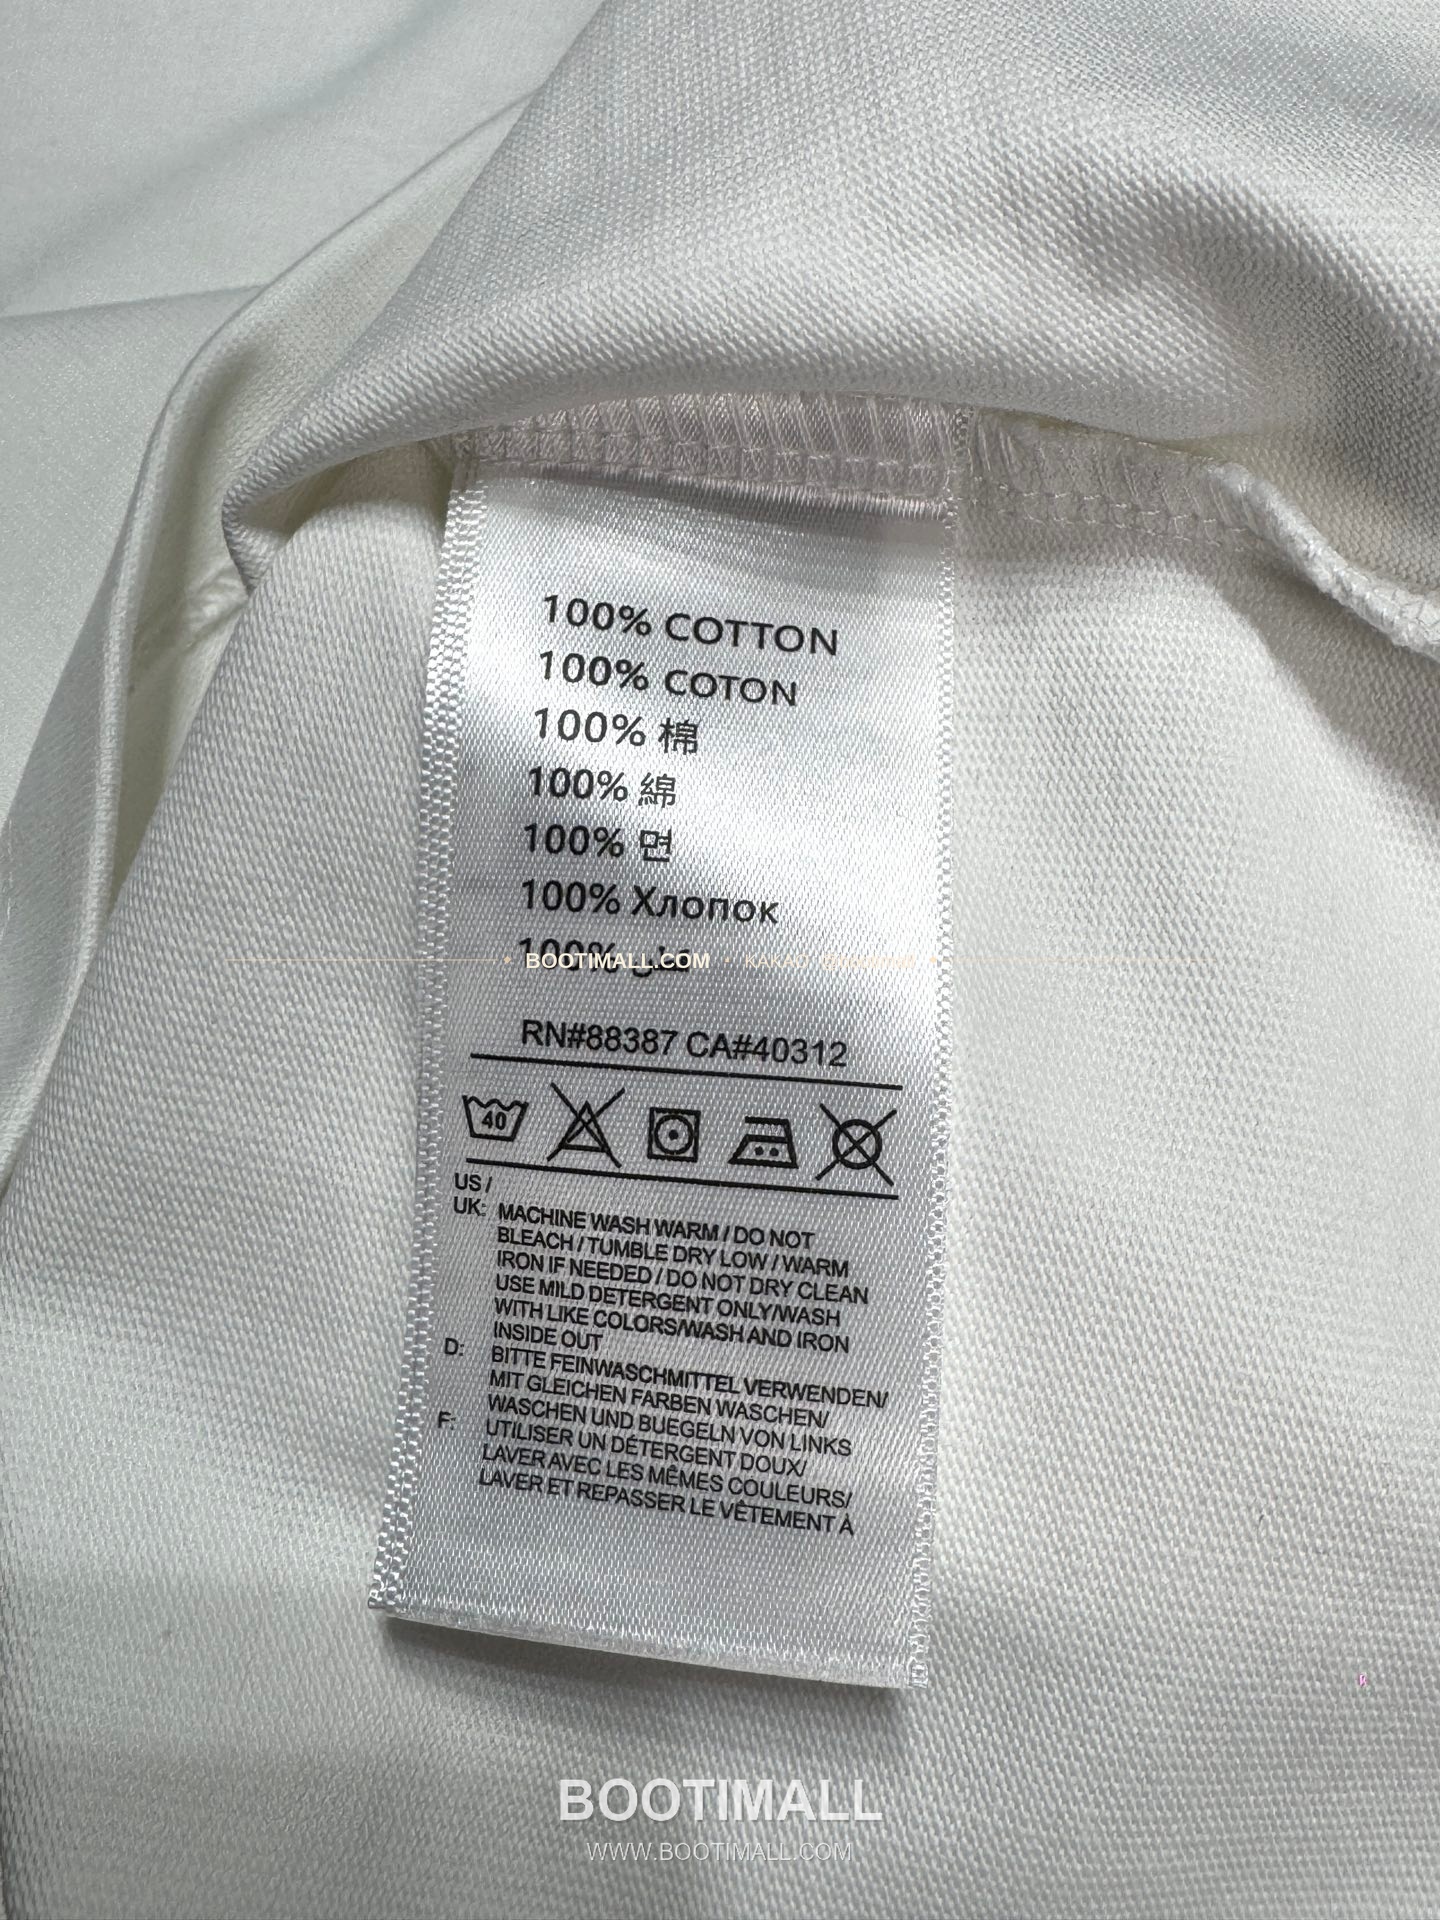 100% COTTON
100% COTON
100% 棉
100% 綿
100% 면
100% Хлопок
100%
BOOTIMALL.COM • KAKAO
RN#88387 CA#40312
40
US /
UK: MACHINE WASH WARM / DO NOT
BLEACH / TUMBLE DRY LOW / WARM
IRON IF NEEDED / DO NOT DRY CLEAN
USE MILD DETERGENT ONLY/WASH
WITH LIKE COLORS/WASH AND IRON
INSIDE OUT
D: BITTE FEINWASCHMITTEL VERWENDEN/
MIT GLEICHEN FARBEN WASCHEN/
WASCHEN UND BUEGELN VON LINKS
F: UTILISER UN DÉTERGENT DOUX/
LAVER AVEC LES MÊMES COULEURS/
LAVER ET REPASSER LE VÊTEMENT À
BOOTIMALL
WWW.BOOTIMALL.COM